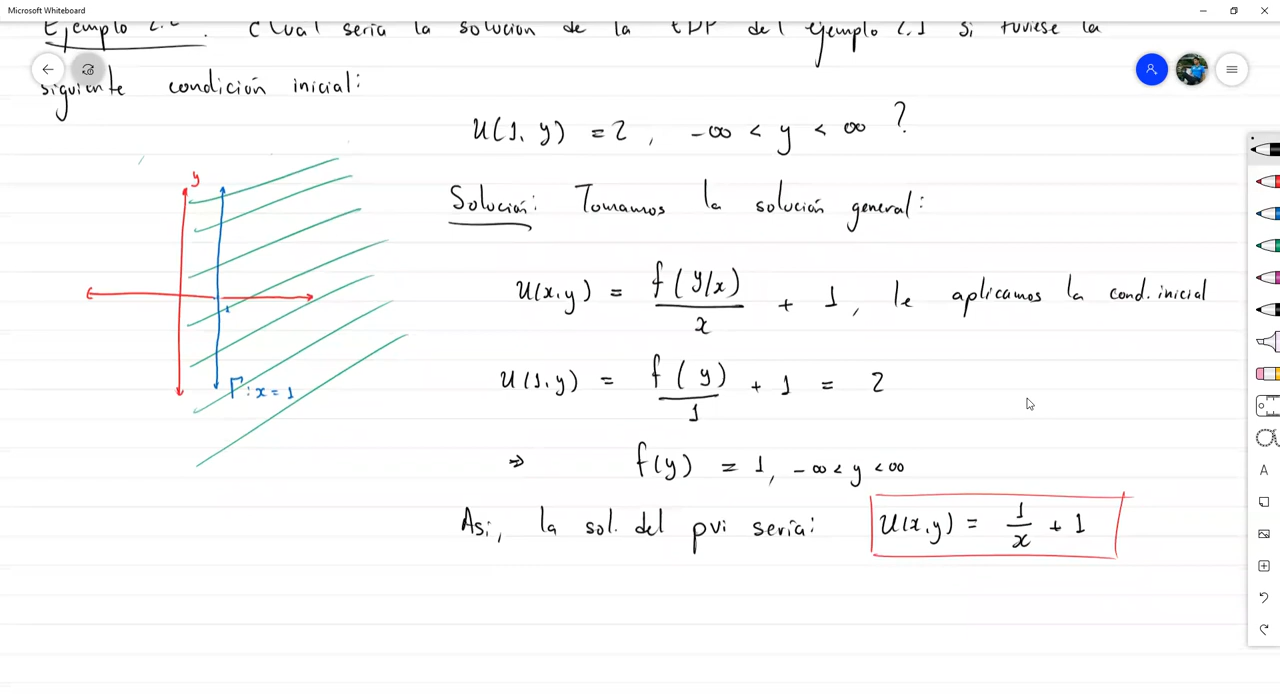 Microsoft Whiteboard
Ejemplo 2.2. ¿Cual sería la solución de la EDP del ejemplo 2.1 si tuviese la
siguiente condición inicial:
u(1, y) = 2, -∞ < y < ∞ ?
y
Solución: Tomamos la solución general:
u(x,y) = f(y/x)/x + 1, le aplicamos la cond. inicial
1
u(1,y) = f(y)/1 + 1 = 2
Γ: x = 1
⇒ f(y) = 1, -∞ < y < ∞
Asi, la sol. del pvi sería: u(x,y) = 1/x + 1
A